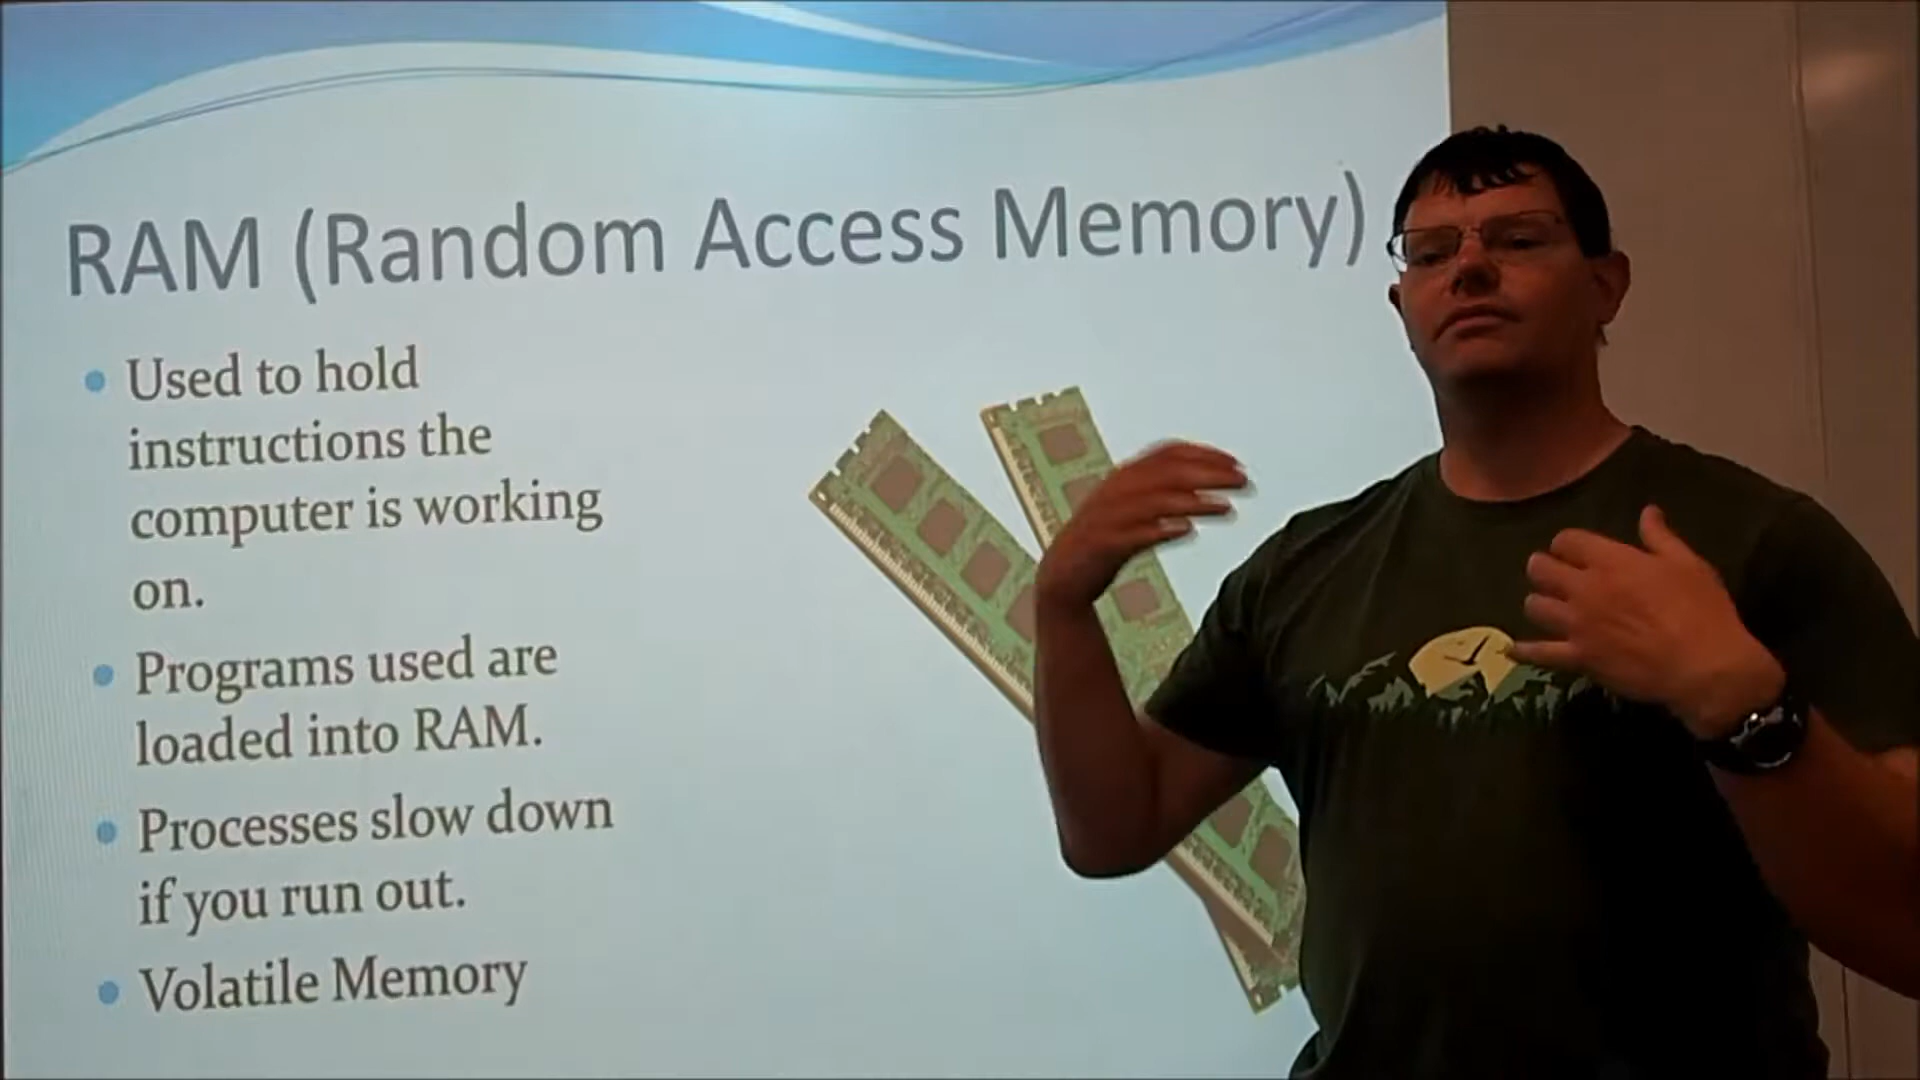 RAM (Random Access Memory)
• Used to hold
instructions the
computer is working
on.
• Programs used are
loaded into RAM.
• Processes slow down
if you run out.
• Volatile Memory